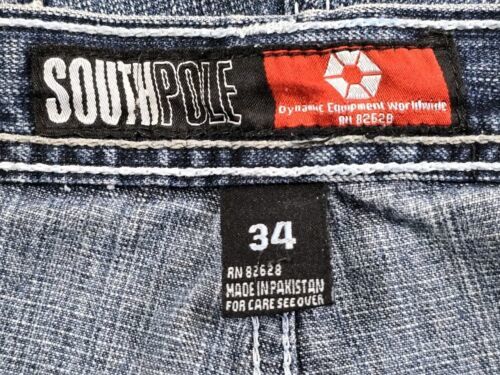 SOUTHPOLE
Dynamic Equipment Worldwide
RN 82628
34
RN 82628
MADE IN PAKISTAN
FOR CARE SEE OVER